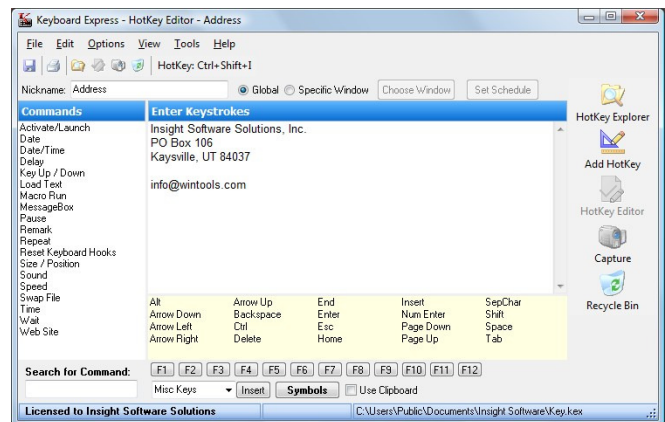 Keyboard Express - HotKey Editor - Address
File Edit Options View Tools Help
HotKey: Ctrl+Shift+I
Nickname: Address Global Specific Window Choose Window Set Schedule
Commands
Activate/Launch
Date
Date/Time
Delay
Key Up / Down
Load Text
Macro Run
MessageBox
Pause
Remark
Repeat
Reset Keyboard Hooks
Size / Position
Sound
Speed
Swap File
Time
Wait
Web Site
Enter Keystrokes
Insight Software Solutions, Inc.
PO Box 106
Kaysville, UT 84037
info@wintools.com
Alt Arrow Up End Insert SepChar
Arrow Down Backspace Enter Num Enter Shift
Arrow Left Ctrl Esc Page Down Space
Arrow Right Delete Home Page Up Tab
HotKey Explorer
Add HotKey
HotKey Editor
Capture
Recycle Bin
Search for Command:
F1 F2 F3 F4 F5 F6 F7 F8 F9 F10 F11 F12
Misc Keys Insert Symbols Use Clipboard
Licensed to Insight Software Solutions C:\Users\Public\Documents\Insight Software\Key.kex